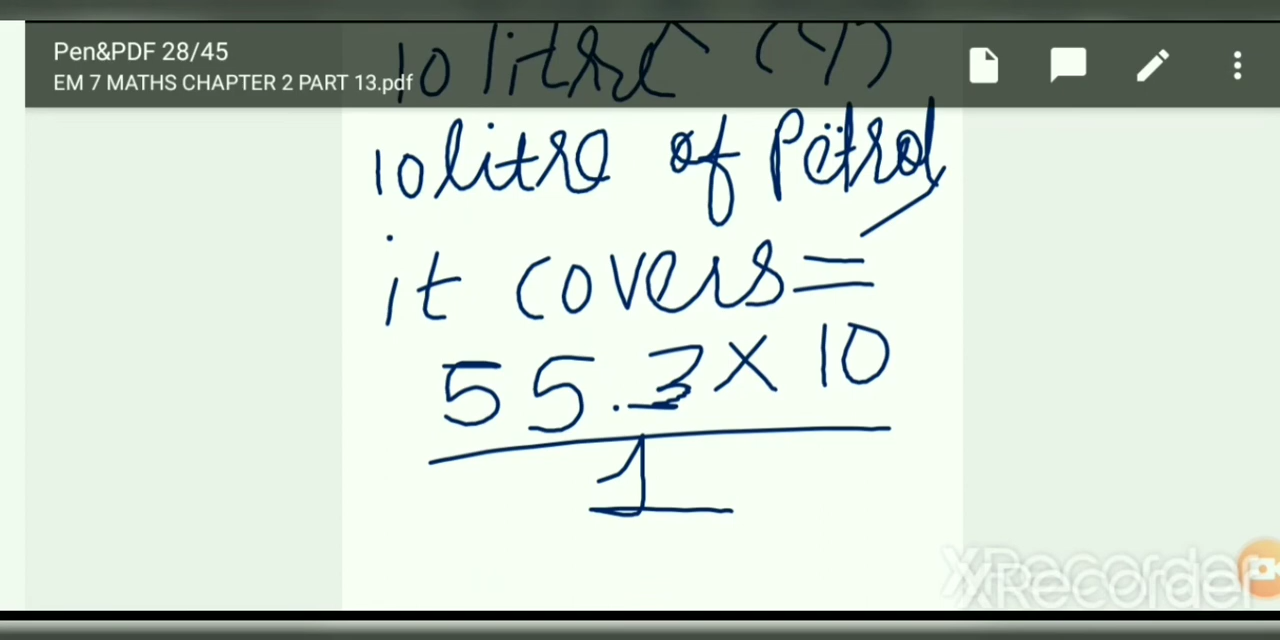 Pen&PDF 28/45
EM 7 MATHS CHAPTER 2 PART 13.pdf
10 litre (Y)
10 litre of Petrol
it covers=
55.3 × 10
1
XRecorder